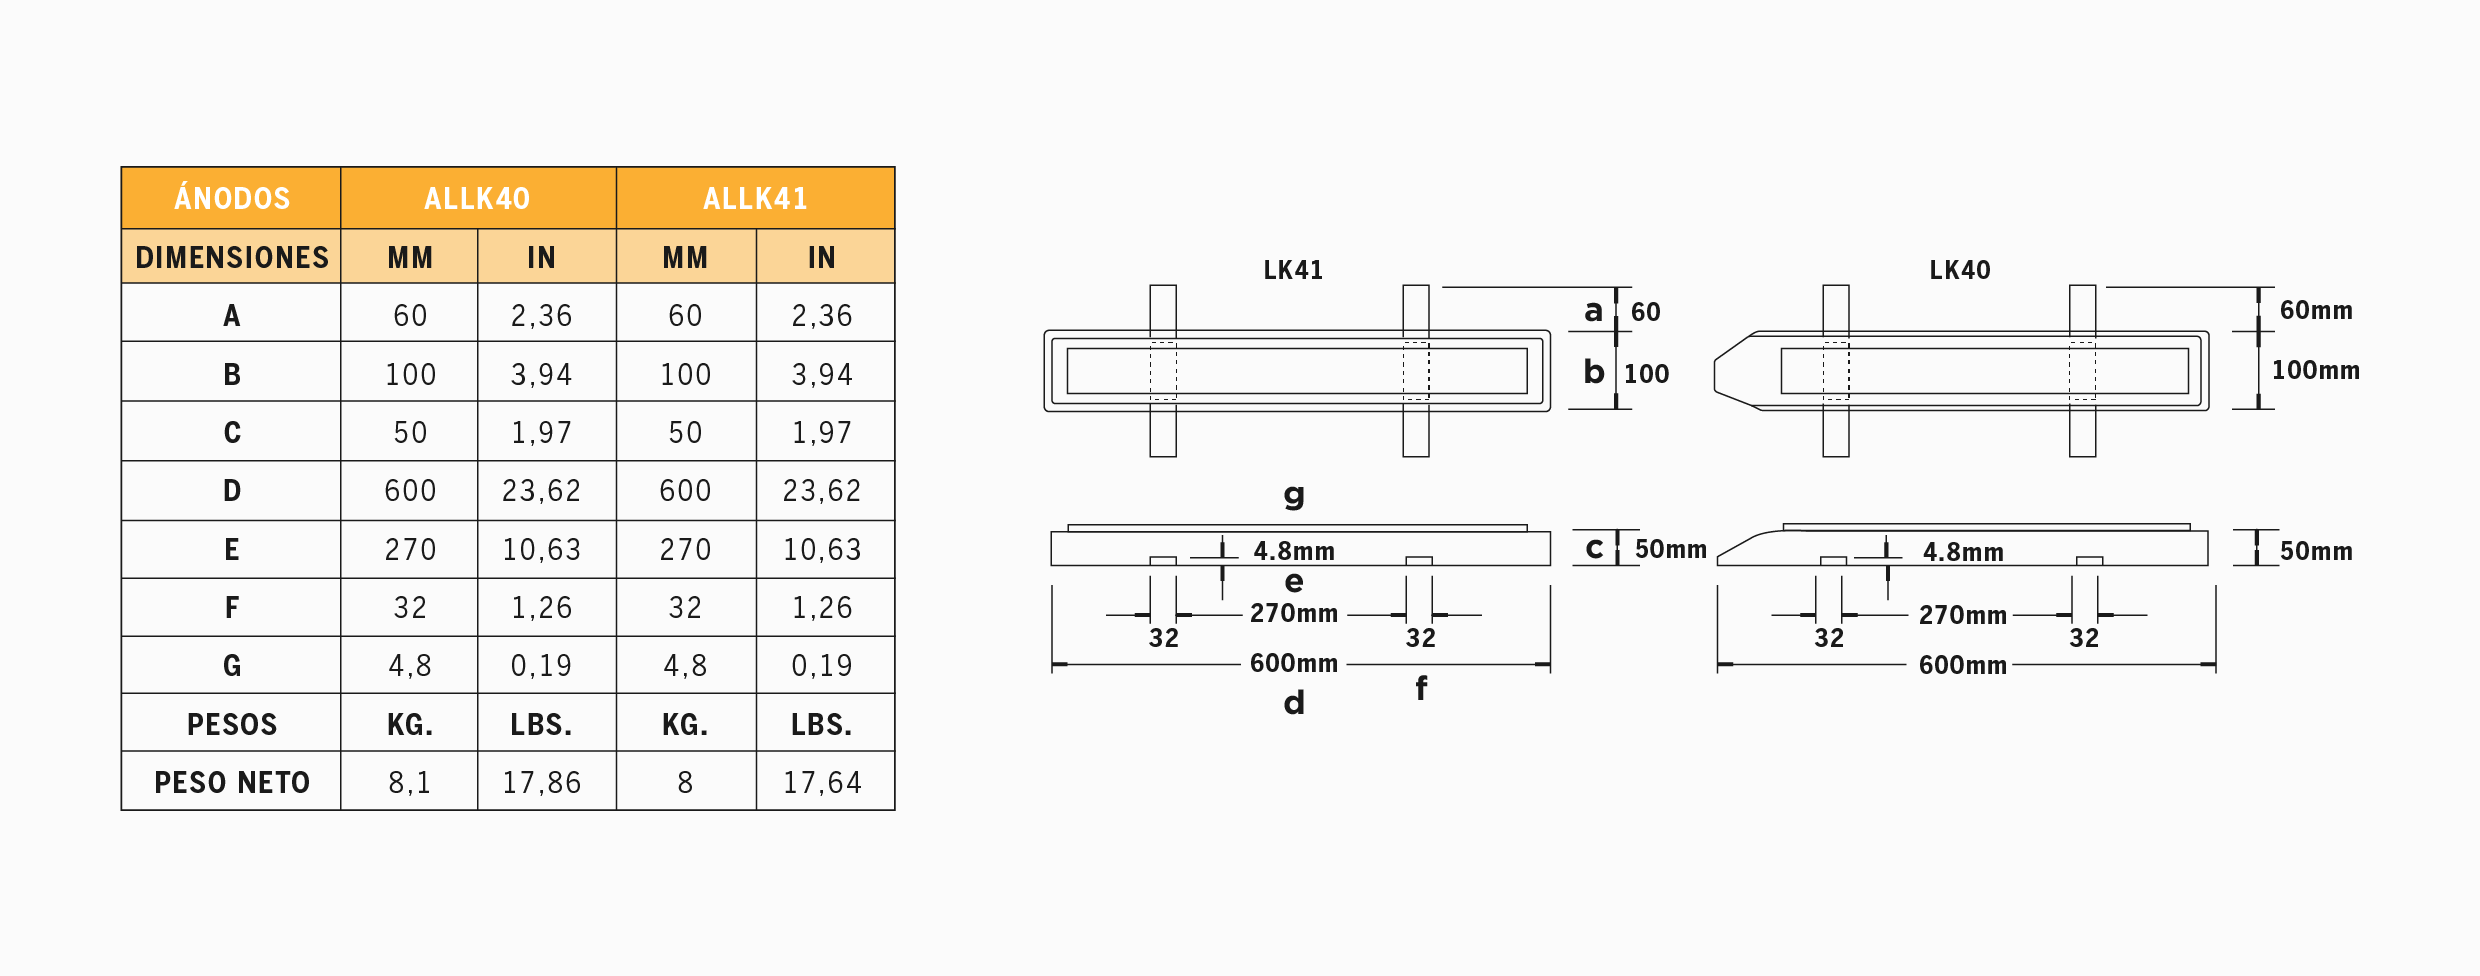 ÁNODOS ALLK40 ALLK41
DIMENSIONES MM IN MM IN
A 60 2,36 60 2,36
B 100 3,94 100 3,94
C 50 1,97 50 1,97
D 600 23,62 600 23,62
E 270 10,63 270 10,63
F 32 1,26 32 1,26
G 4,8 0,19 4,8 0,19
PESOS KG. LBS. KG. LBS.
PESO NETO 8,1 17,86 8 17,64
LK41
a 60
b 100
g
4.8mm
c 50mm
e
270mm
32 32
600mm
f
d
LK40
60mm
100mm
4.8mm
50mm
270mm
32 32
600mm